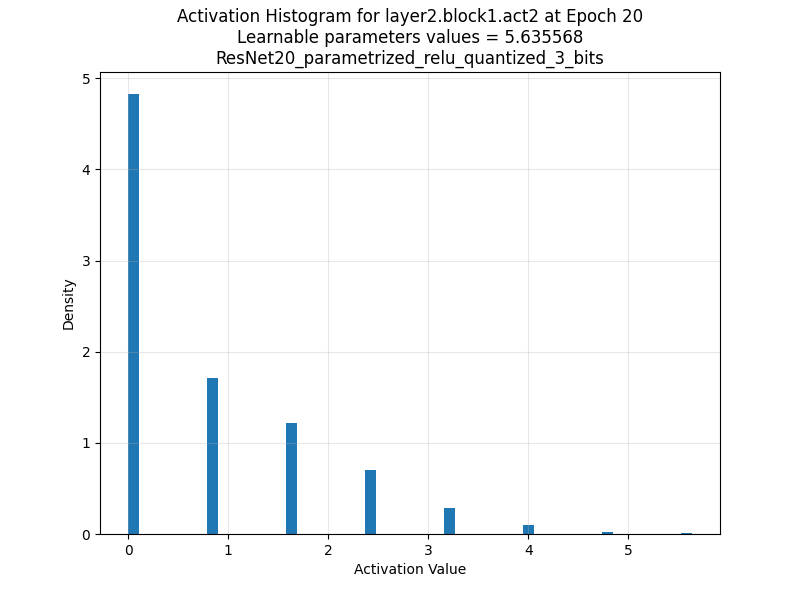 Activation Histogram for layer2.block1.act2 at Epoch 20
Learnable parameters values = 5.635568
ResNet20_parametrized_relu_quantized_3_bits
5
4
3
2
1
0
Density
0 1 2 3 4 5
Activation Value